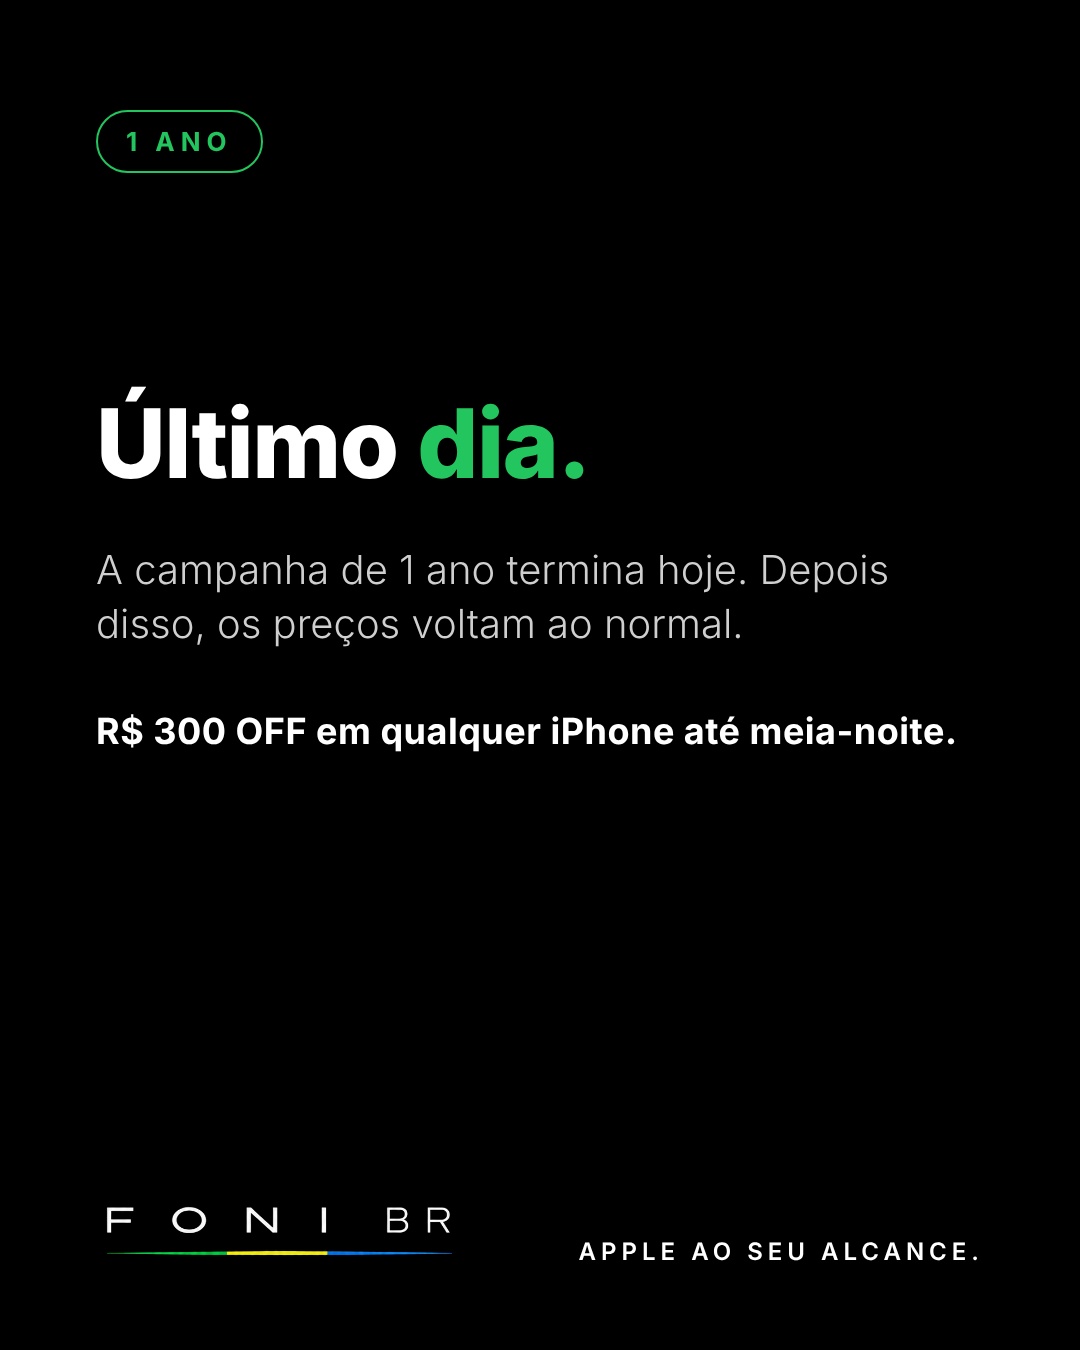 1 ANO
Último dia.
A campanha de 1 ano termina hoje. Depois
disso, os preços voltam ao normal.
R$ 300 OFF em qualquer iPhone até meia-noite.
FONI BR
APPLE AO SEU ALCANCE.